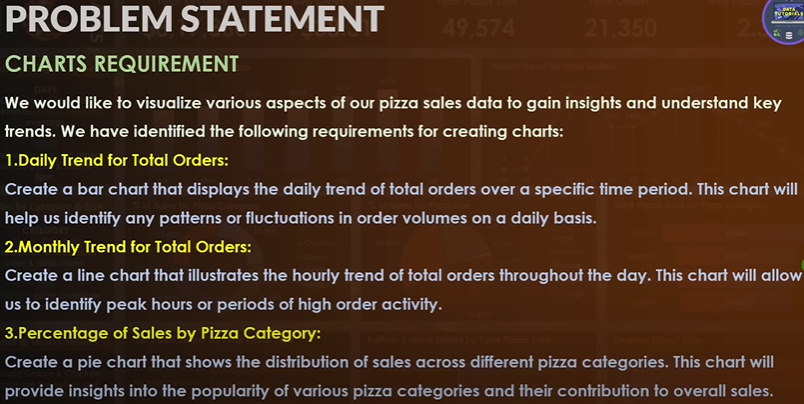 PROBLEM STATEMENT
49,574
21,350
DATA
TUTORIALS
CHARTS REQUIREMENT
We would like to visualize various aspects of our pizza sales data to gain insights and understand key
trends. We have identified the following requirements for creating charts:
1.Daily Trend for Total Orders:
Create a bar chart that displays the daily trend of total orders over a specific time period. This chart will
help us identify any patterns or fluctuations in order volumes on a daily basis.
2.Monthly Trend for Total Orders:
Create a line chart that illustrates the hourly trend of total orders throughout the day. This chart will allow
us to identify peak hours or periods of high order activity.
3.Percentage of Sales by Pizza Category:
Create a pie chart that shows the distribution of sales across different pizza categories. This chart will
provide insights into the popularity of various pizza categories and their contribution to overall sales.